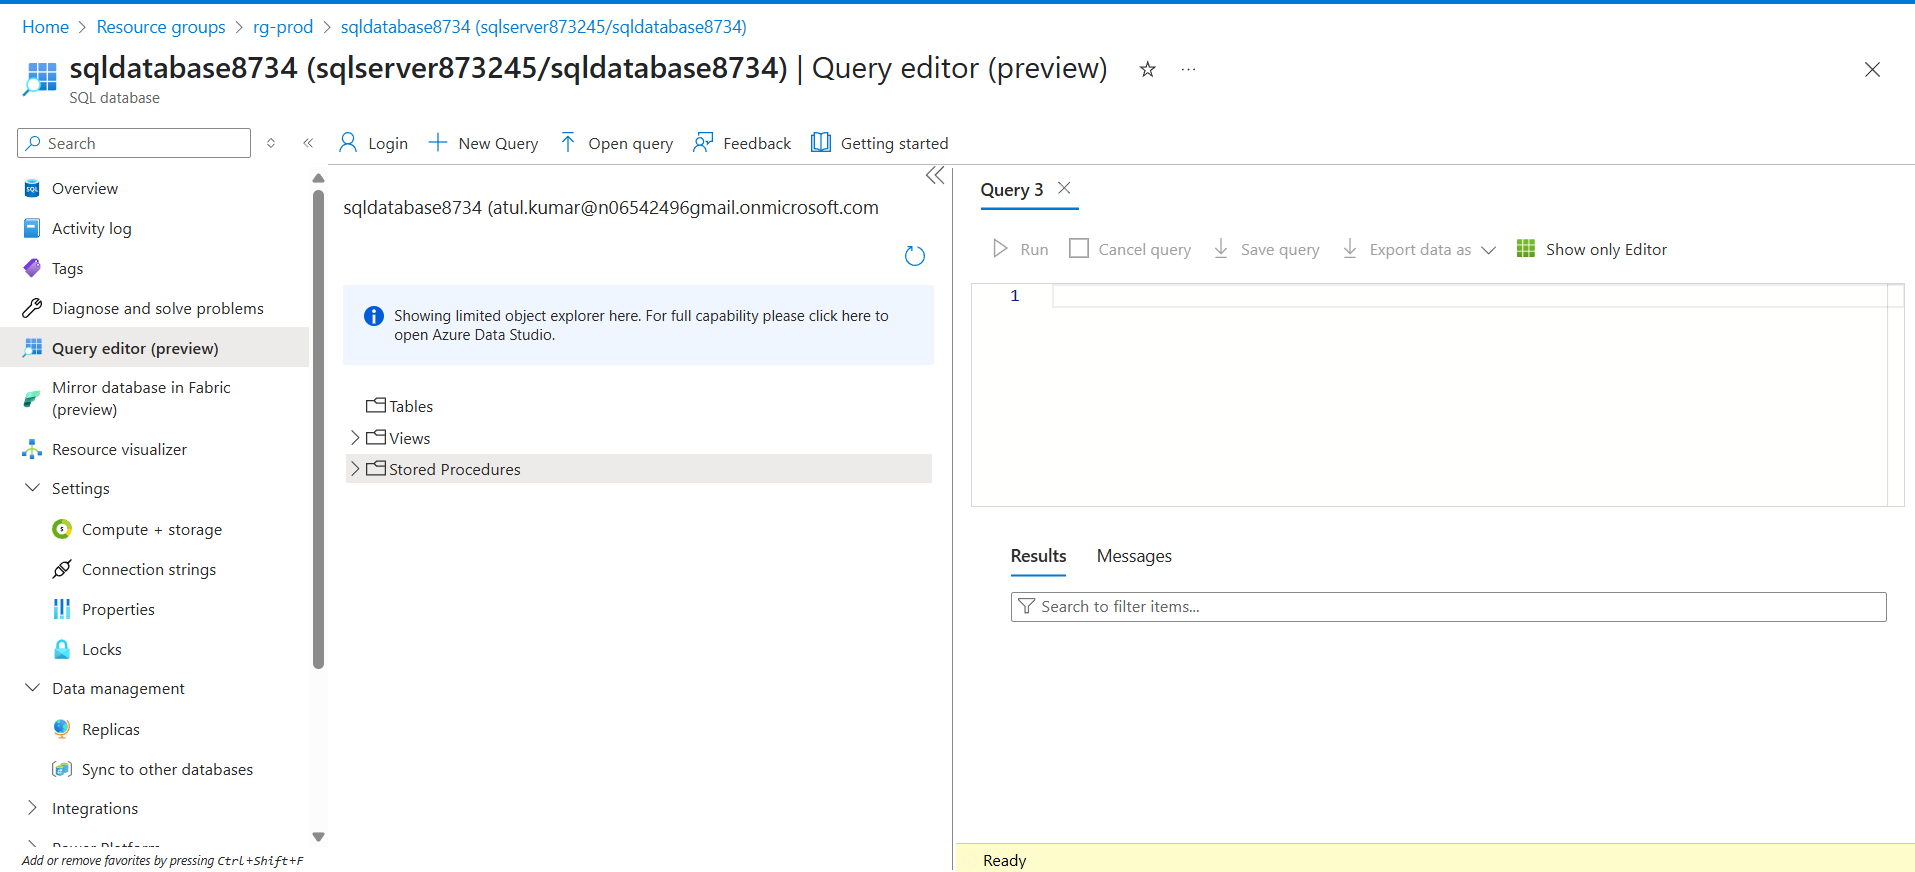 Home > Resource groups > rg-prod > sqldatabase8734 (sqlserver873245/sqldatabase8734)
sqldatabase8734 (sqlserver873245/sqldatabase8734) | Query editor (preview)
SQL database
Search
Login
New Query
Open query
Feedback
Getting started
Overview
Activity log
Tags
Diagnose and solve problems
Query editor (preview)
Mirror database in Fabric
(preview)
Resource visualizer
Settings
Compute + storage
Connection strings
Properties
Locks
Data management
Replicas
Sync to other databases
Integrations
Power Platform
Add or remove favorites by pressing Ctrl+Shift+F
sqldatabase8734 (atul.kumar@n06542496gmail.onmicrosoft.com
Showing limited object explorer here. For full capability please click here to
open Azure Data Studio.
Tables
Views
Stored Procedures
Query 3
Run
Cancel query
Save query
Export data as
Show only Editor
1
Results
Messages
Search to filter items...
Ready